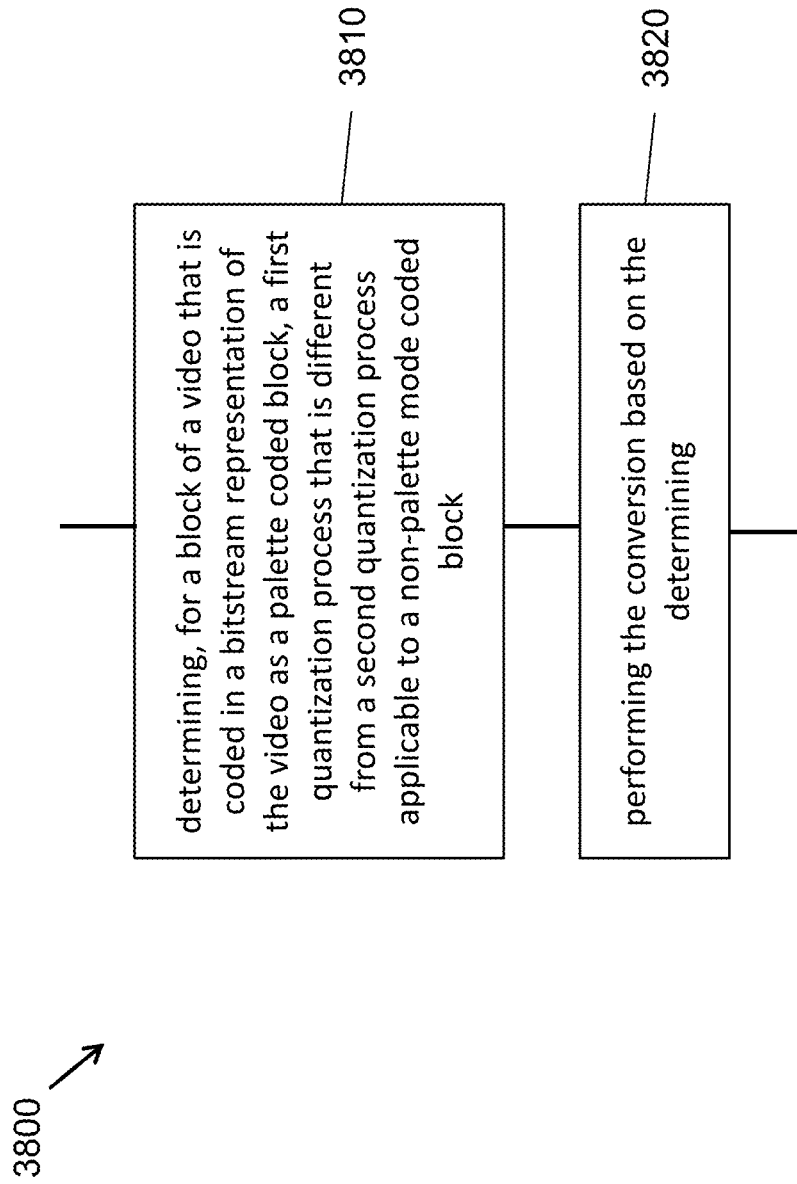 3800
determining, for a block of a video that is
coded in a bitstream representation of
the video as a palette coded block, a first
quantization process that is different
from a second quantization process
applicable to a non-palette mode coded
block
3810
performing the conversion based on the
determining
3820